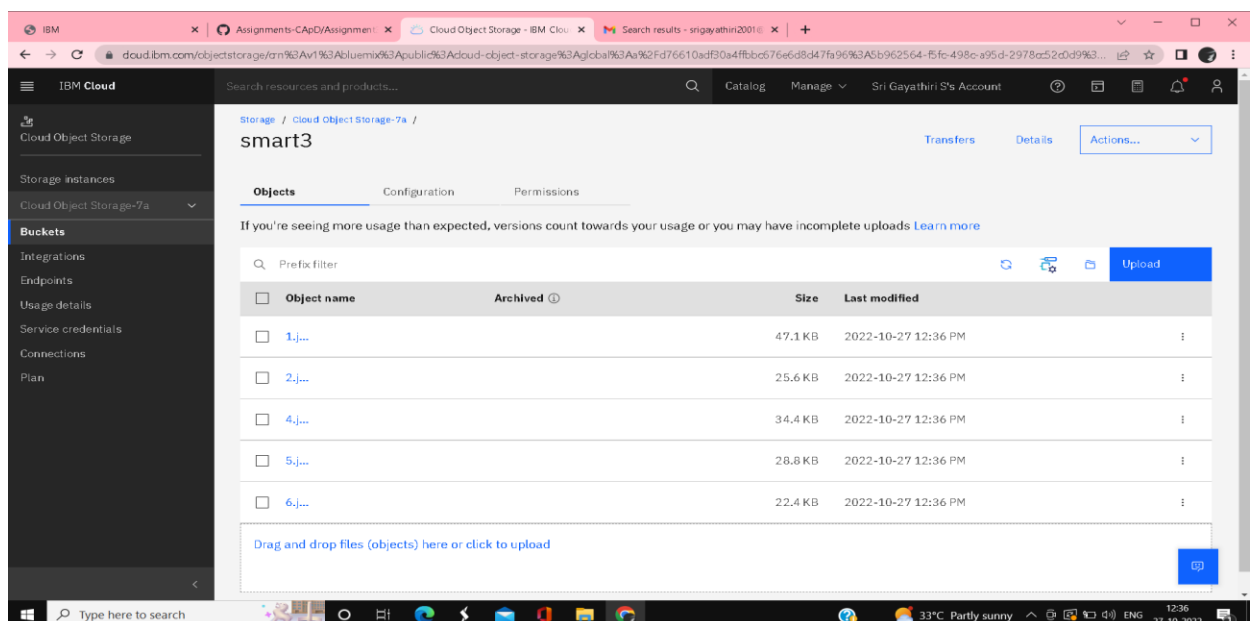 IBM
Assignments-CApD/Assignment:
Cloud Object Storage - IBM Clou
Search results - srigayathiri2001@
IBM Cloud
Search resources and products...
Catalog
Manage
Sri Gayathiri S's Account
Cloud Object Storage
Storage instances
Cloud Object Storage-7a
Buckets
Integrations
Endpoints
Usage details
Service credentials
Connections
Plan
Storage / Cloud Object Storage-7a /
smart3
Transfers
Details
Actions...
Objects
Configuration
Permissions
If you're seeing more usage than expected, versions count towards your usage or you may have incomplete uploads Learn more
Prefix filter
Upload
Object name Archived Size Last modified
1.j... 47.1 KB 2022-10-27 12:36 PM
2.j... 25.6 KB 2022-10-27 12:36 PM
4.j... 34.4 KB 2022-10-27 12:36 PM
5.j... 28.8 KB 2022-10-27 12:36 PM
6.j... 22.4 KB 2022-10-27 12:36 PM
Drag and drop files (objects) here or click to upload
Type here to search
33°C Partly sunny
ENG
12:36
27-10-2022